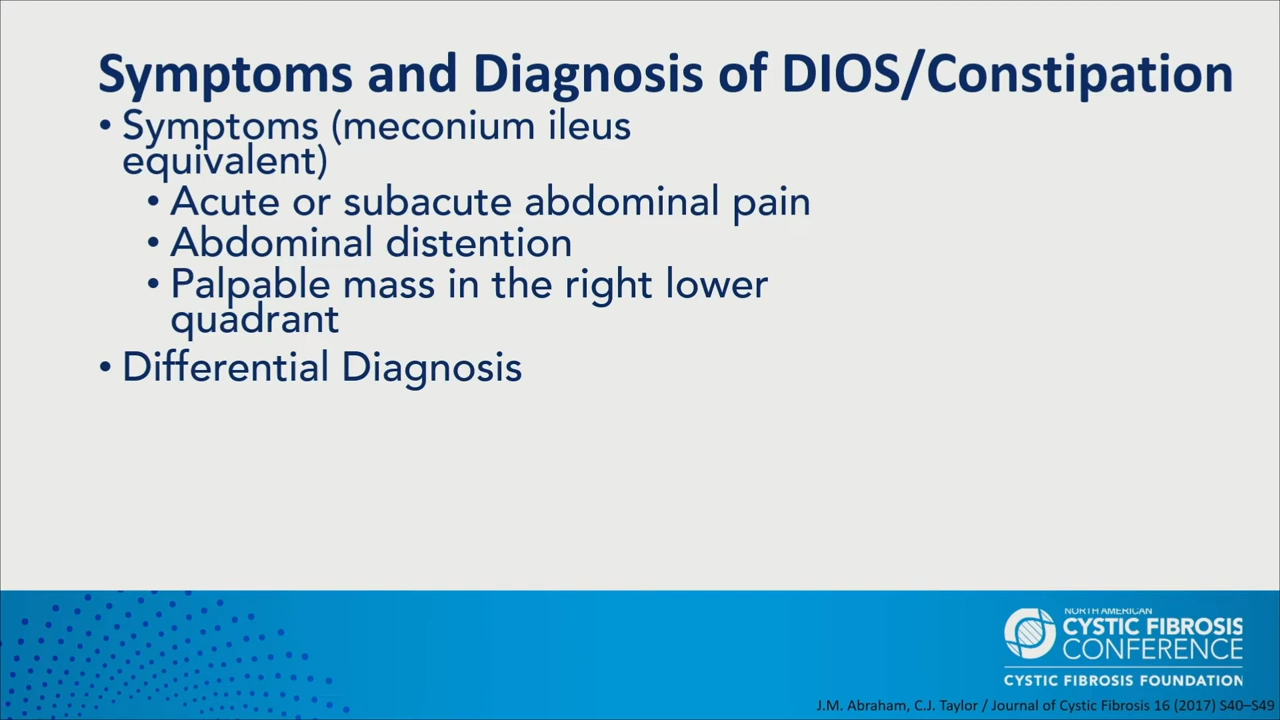 Symptoms and Diagnosis of DIOS/Constipation
• Symptoms (meconium ileus
equivalent)
• Acute or subacute abdominal pain
• Abdominal distention
• Palpable mass in the right lower
quadrant
• Differential Diagnosis
NORTH AMERICAN
CYSTIC FIBROSIS
CONFERENCE
CYSTIC FIBROSIS FOUNDATION
J.M. Abraham, C.J. Taylor / Journal of Cystic Fibrosis 16 (2017) S40–S49